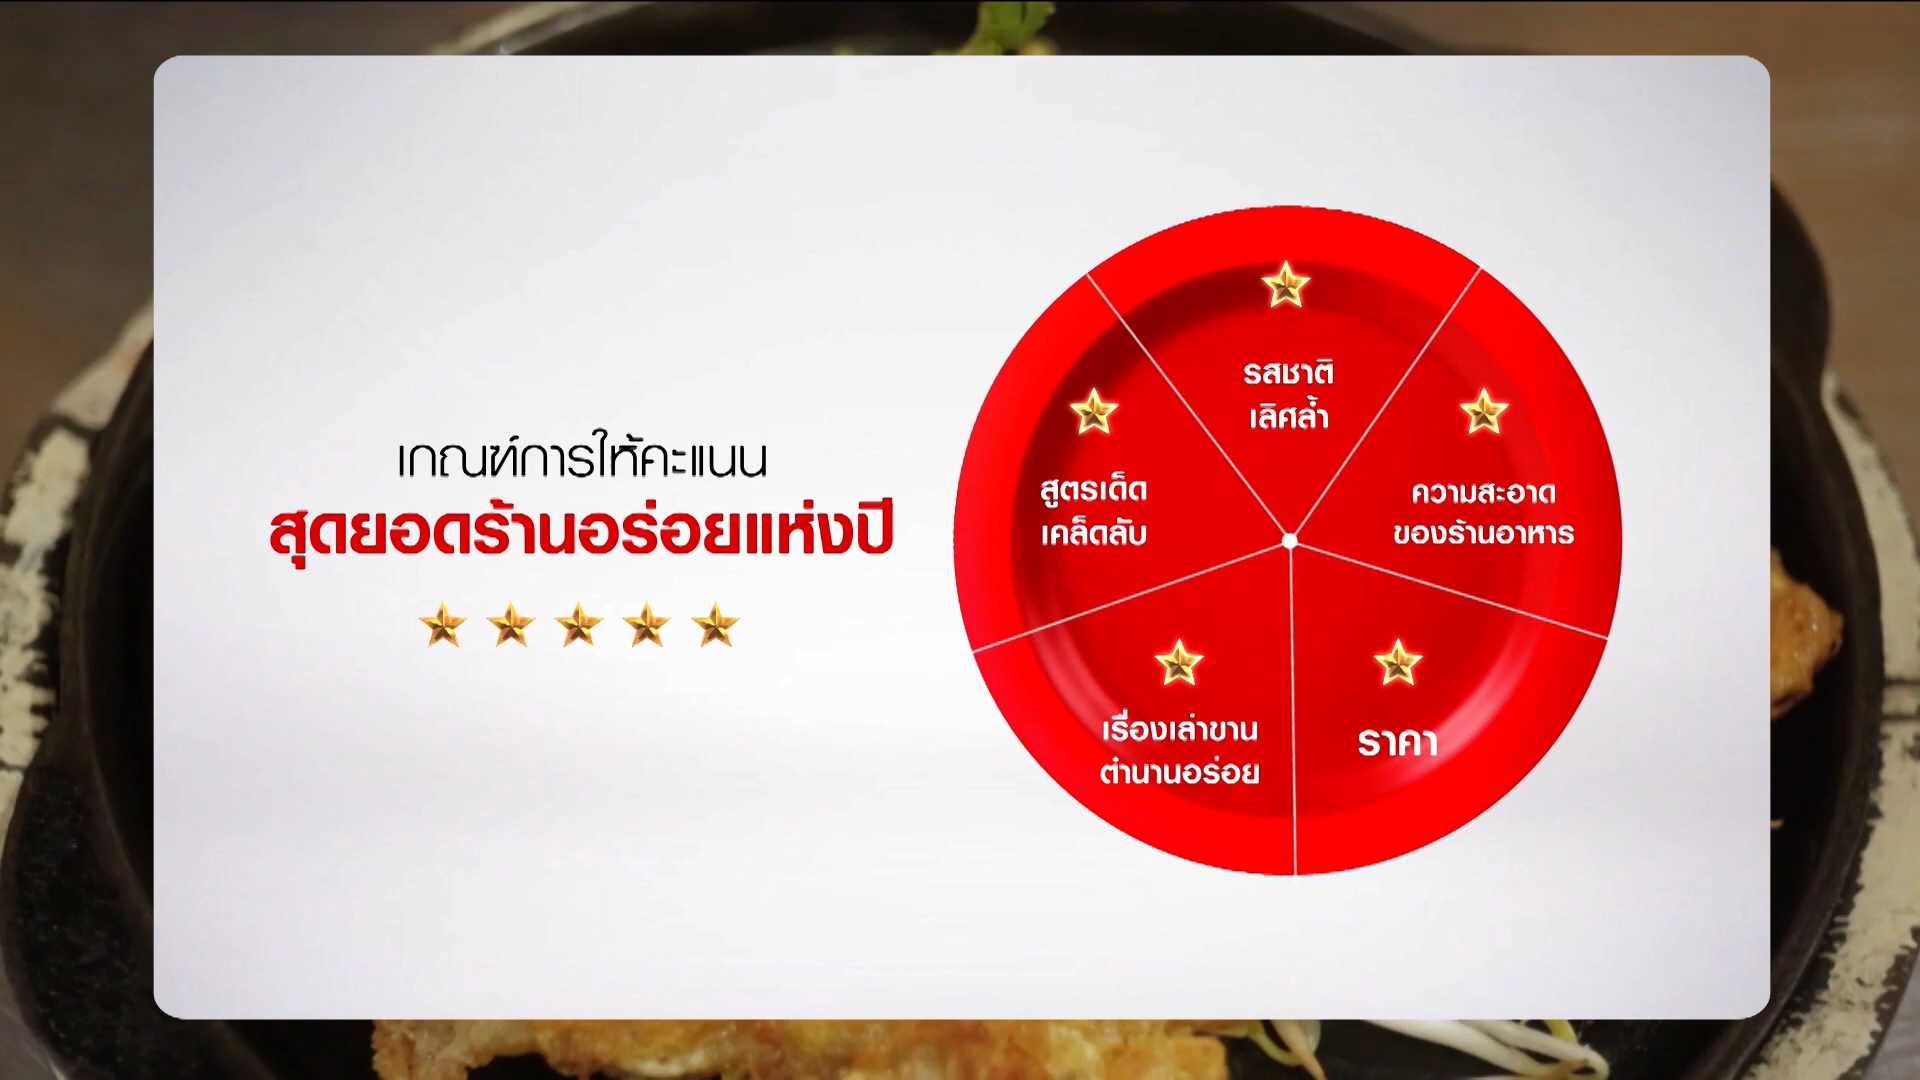 เกณฑ์การให้คะแนน
สุดยอดร้านอร่อยแห่งปี
รสชาติ
เลิศล้ำ
สูตรเด็ด
เคล็ดลับ
ความสะอาด
ของร้านอาหาร
เรื่องเล่าขาน
ตำนานอร่อย
ราคา